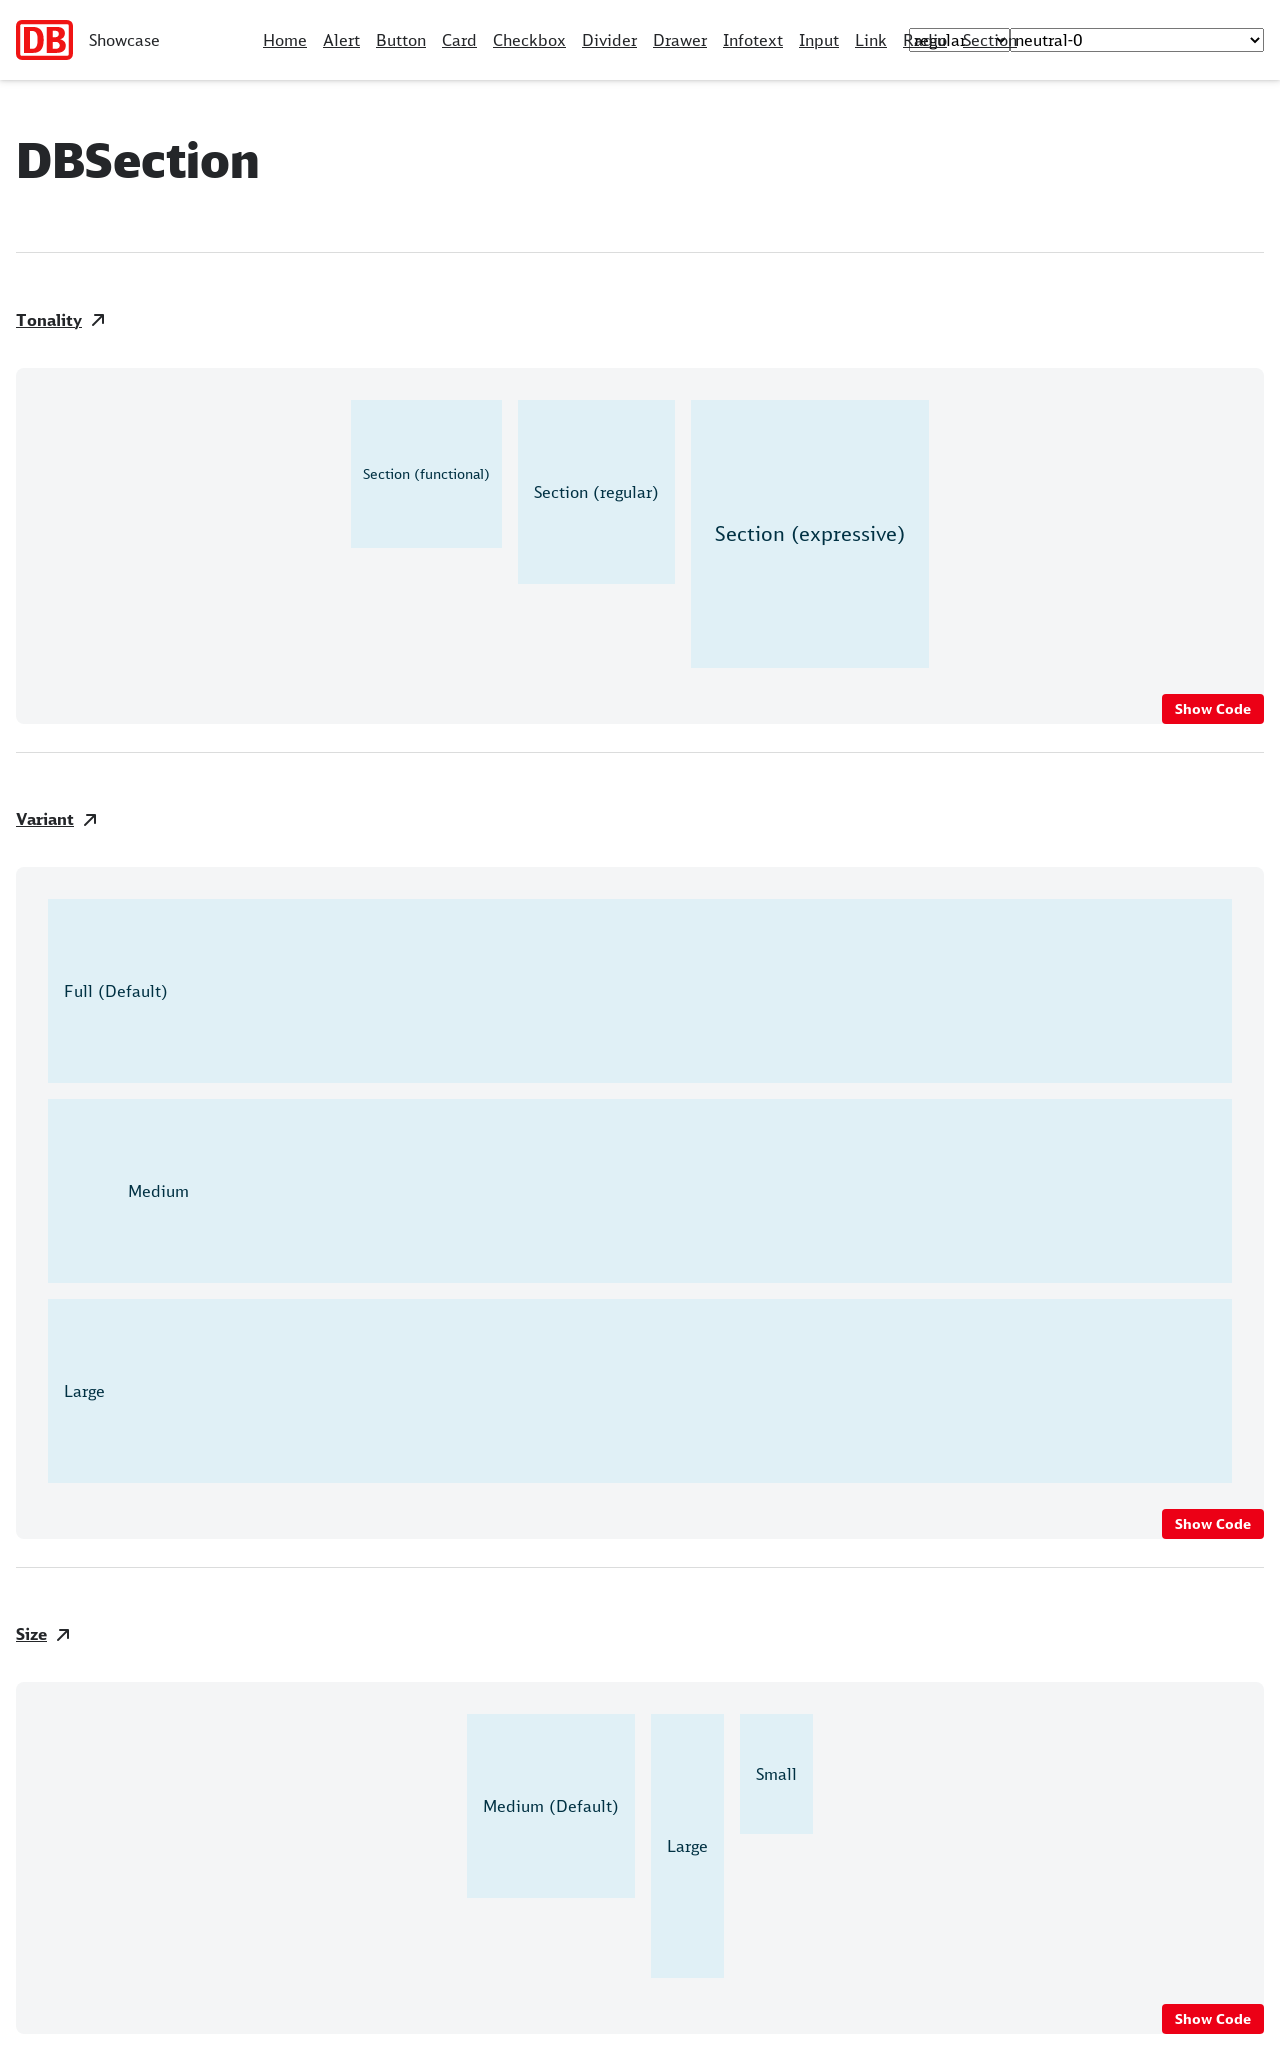 DB Showcase Home Alert Button Card Checkbox Divider Drawer Infotext Input Link Radio Section regular neutral-0
DBSection
Tonality
Section (functional)
Section (regular)
Section (expressive)
Show Code
Variant
Full (Default)
Medium
Large
Show Code
Size
Medium (Default)
Large
Small
Show Code